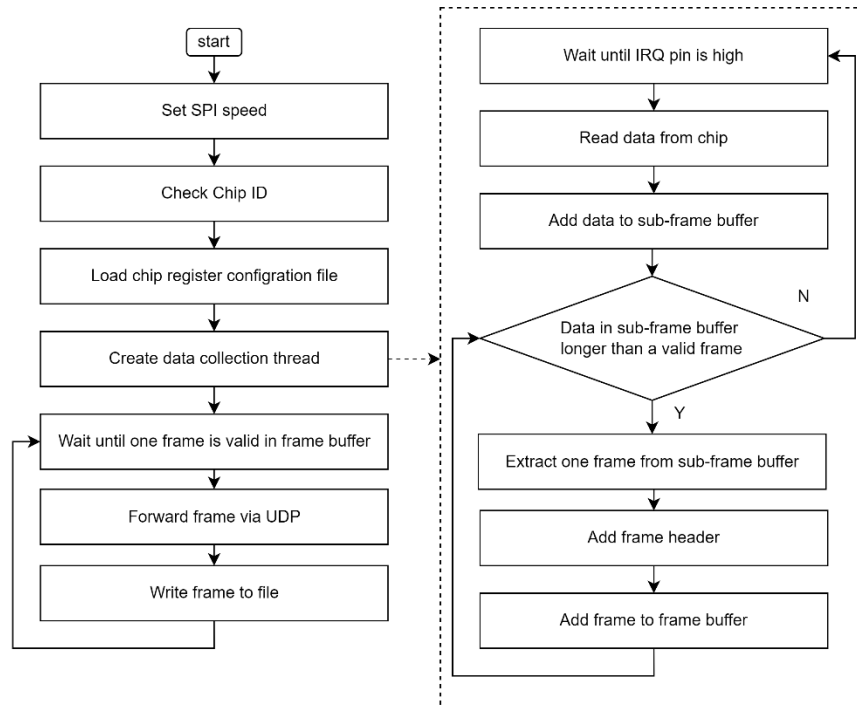 start
Set SPI speed
Check Chip ID
Load chip register configration file
Create data collection thread
Wait until one frame is valid in frame buffer
Forward frame via UDP
Write frame to file
Wait until IRQ pin is high
Read data from chip
Add data to sub-frame buffer
Data in sub-frame buffer
longer than a valid frame
N
Y
Extract one frame from sub-frame buffer
Add frame header
Add frame to frame buffer